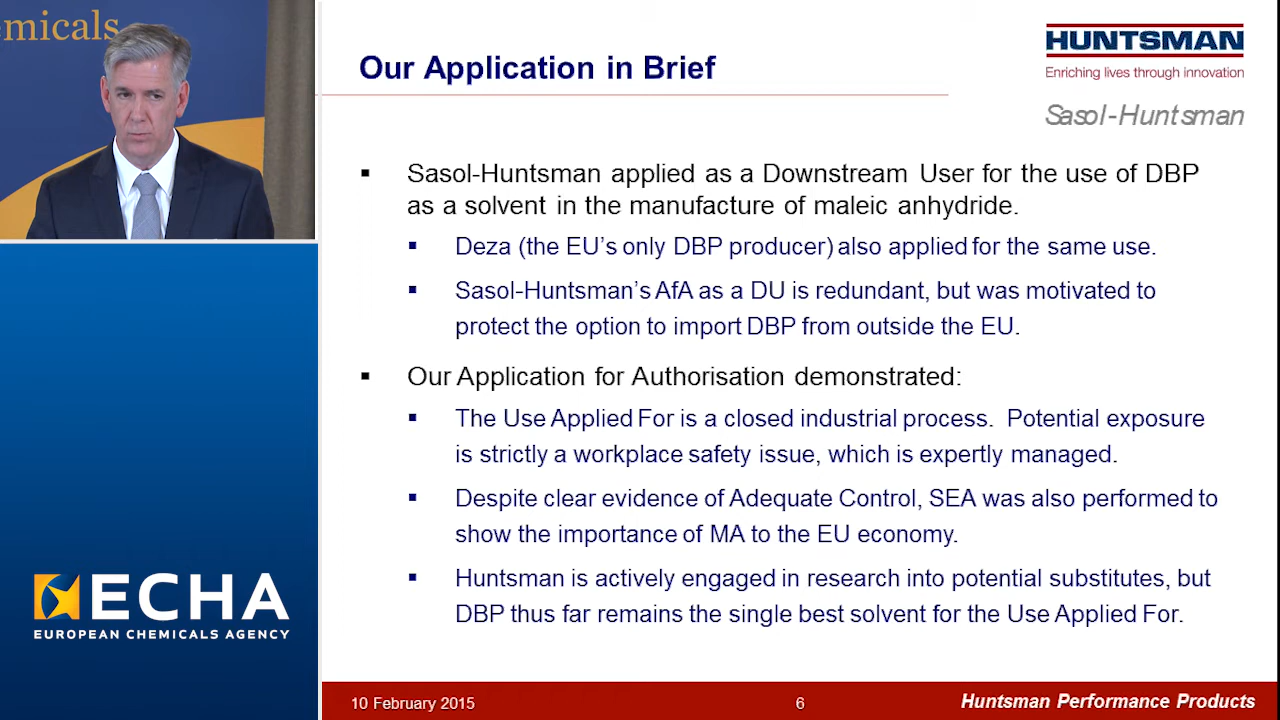 emicals
Our Application in Brief
HUNTSMAN
Enriching lives through innovation
Sasol-Huntsman
▪ Sasol-Huntsman applied as a Downstream User for the use of DBP
as a solvent in the manufacture of maleic anhydride.
▪ Deza (the EU's only DBP producer) also applied for the same use.
▪ Sasol-Huntsman's AfA as a DU is redundant, but was motivated to
protect the option to import DBP from outside the EU.
▪ Our Application for Authorisation demonstrated:
▪ The Use Applied For is a closed industrial process. Potential exposure
is strictly a workplace safety issue, which is expertly managed.
▪ Despite clear evidence of Adequate Control, SEA was also performed to
show the importance of MA to the EU economy.
▪ Huntsman is actively engaged in research into potential substitutes, but
DBP thus far remains the single best solvent for the Use Applied For.
ECHA
EUROPEAN CHEMICALS AGENCY
10 February 2015
6
Huntsman Performance Products